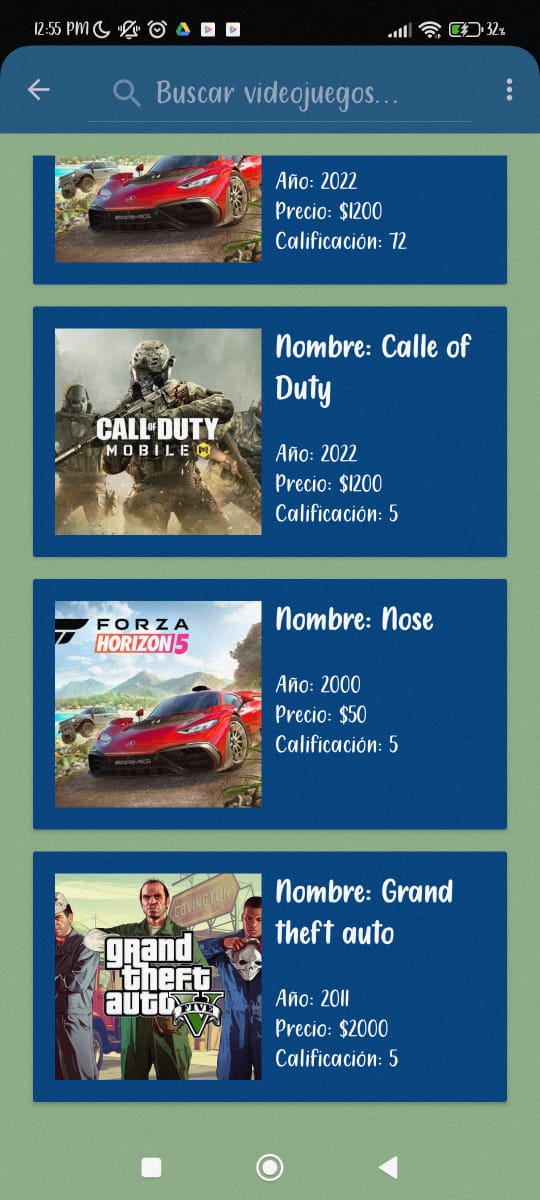 12:55 PM 32%
Buscar videojuegos...
Año: 2022
Precio: $1200
Calificación: 72
Nombre: Calle of
Duty
CALL OF DUTY
MOBILE
Año: 2022
Precio: $1200
Calificación: 5
FORZA
HORIZON 5
Nombre: Nose
Año: 2000
Precio: $50
Calificación: 5
Nombre: Grand
theft auto
COVINGTON
grand
theft
auto V
FIVE
Año: 2011
Precio: $2000
Calificación: 5